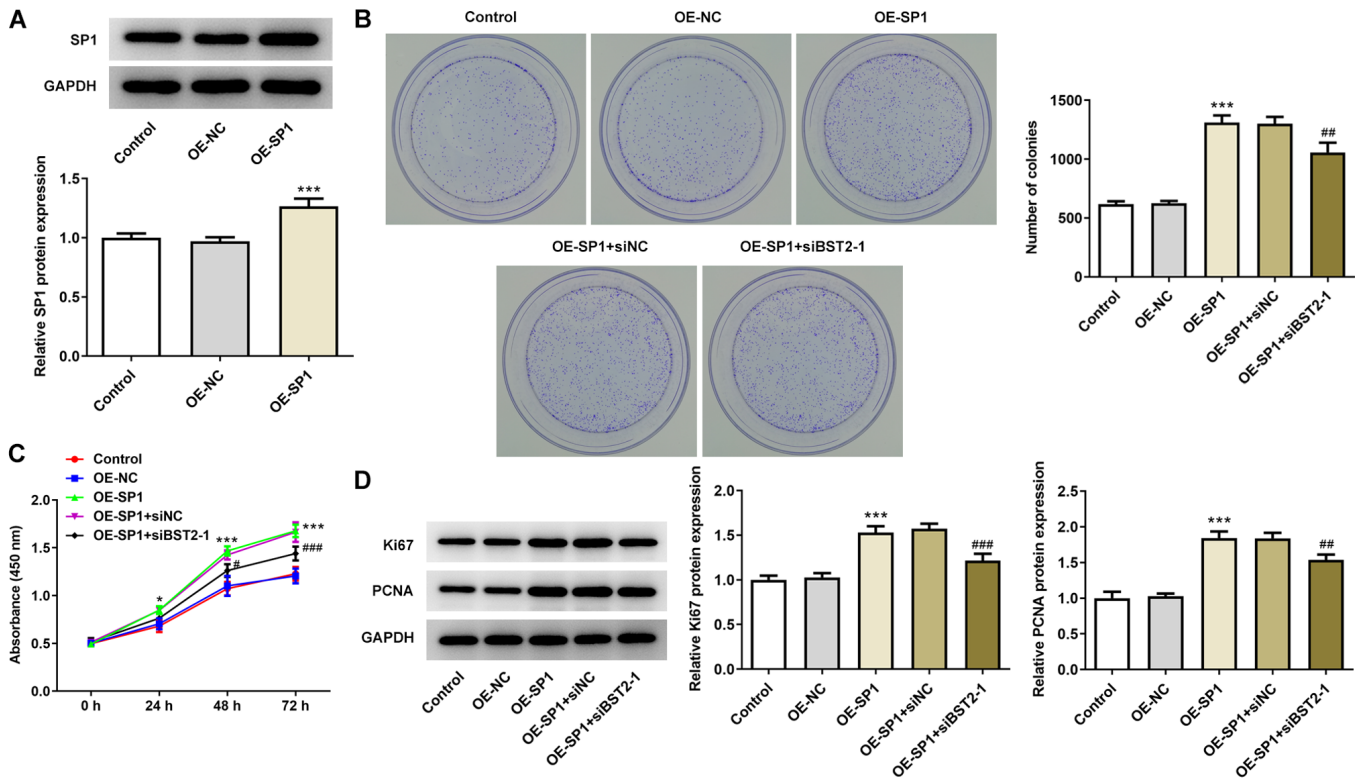 A
SP1
GAPDH
Control
OE-NC
OE-SP1
Relative SP1 protein expression
1.5
1.0
0.5
0.0
***
Control
OE-NC
OE-SP1
B
Control
OE-NC
OE-SP1
OE-SP1+siNC
OE-SP1+siBST2-1
Number of colonies
1500
1000
500
0
***
##
Control
OE-NC
OE-SP1
OE-SP1+siNC
OE-SP1+siBST2-1
C
Control
OE-NC
OE-SP1
OE-SP1+siNC
OE-SP1+siBST2-1
Absorbance (450 nm)
2.0
1.5
1.0
0.5
0.0
*
***
#
***
###
0 h
24 h
48 h
72 h
D
Ki67
PCNA
GAPDH
Control
OE-NC
OE-SP1
OE-SP1+siNC
OE-SP1+siBST2-1
Relative Ki67 protein expression
2.0
1.5
1.0
0.5
0.0
***
###
Control
OE-NC
OE-SP1
OE-SP1+siNC
OE-SP1+siBST2-1
Relative PCNA protein expression
2.5
2.0
1.5
1.0
0.5
0.0
***
##
Control
OE-NC
OE-SP1
OE-SP1+siNC
OE-SP1+siBST2-1